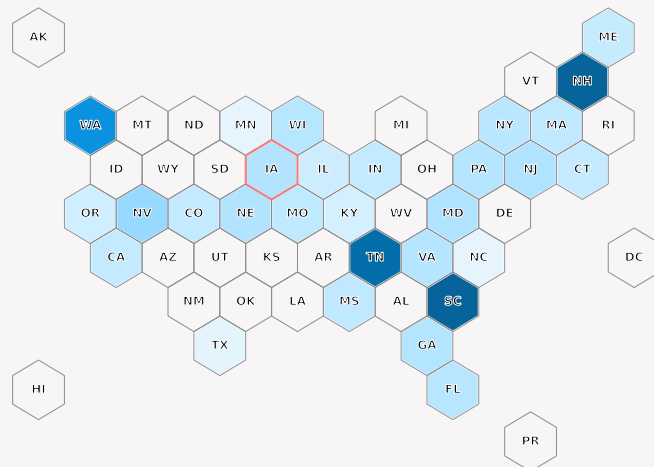 AK
ME
VT NH
WA MT ND MN WI MI NY MA RI
ID WY SD IA IL IN OH PA NJ CT
OR NV CO NE MO KY WV MD DE
CA AZ UT KS AR TN VA NC DC
NM OK LA MS AL SC
TX GA
HI FL
PR